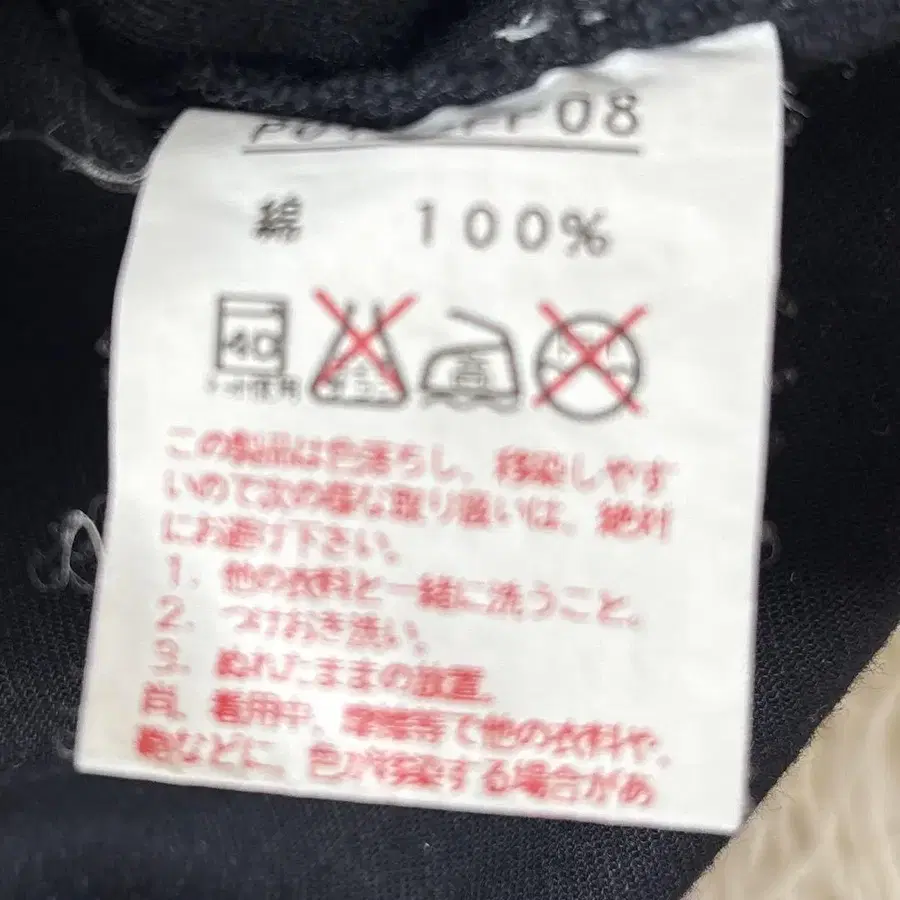 08
綿 100%
40
高
この製品は色落ちし、移染しやす
いので次の様な取り扱いは、絶対
にお避け下さい。
1. 他の衣料と一緒に洗うこと。
2. つけおき洗い。
3. ぬれたままの放置。
尚、着用中、摩擦等で他の衣料や、
鞄などに、色が移染する場合があ